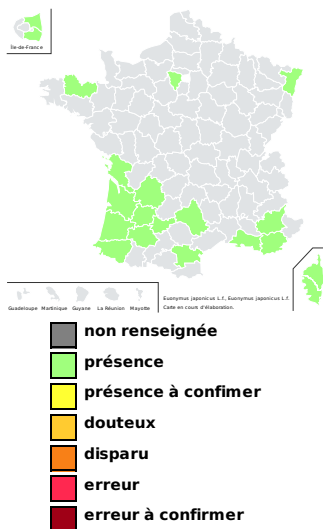 Île-de-France
Guadeloupe Martinique Guyane La Réunion Mayotte
Euonymus japonicus L.f., Euonymus japonicus L.f.
Carte en cours d'élaboration.
non renseignée
présence
présence à confimer
douteux
disparu
erreur
erreur à confirmer